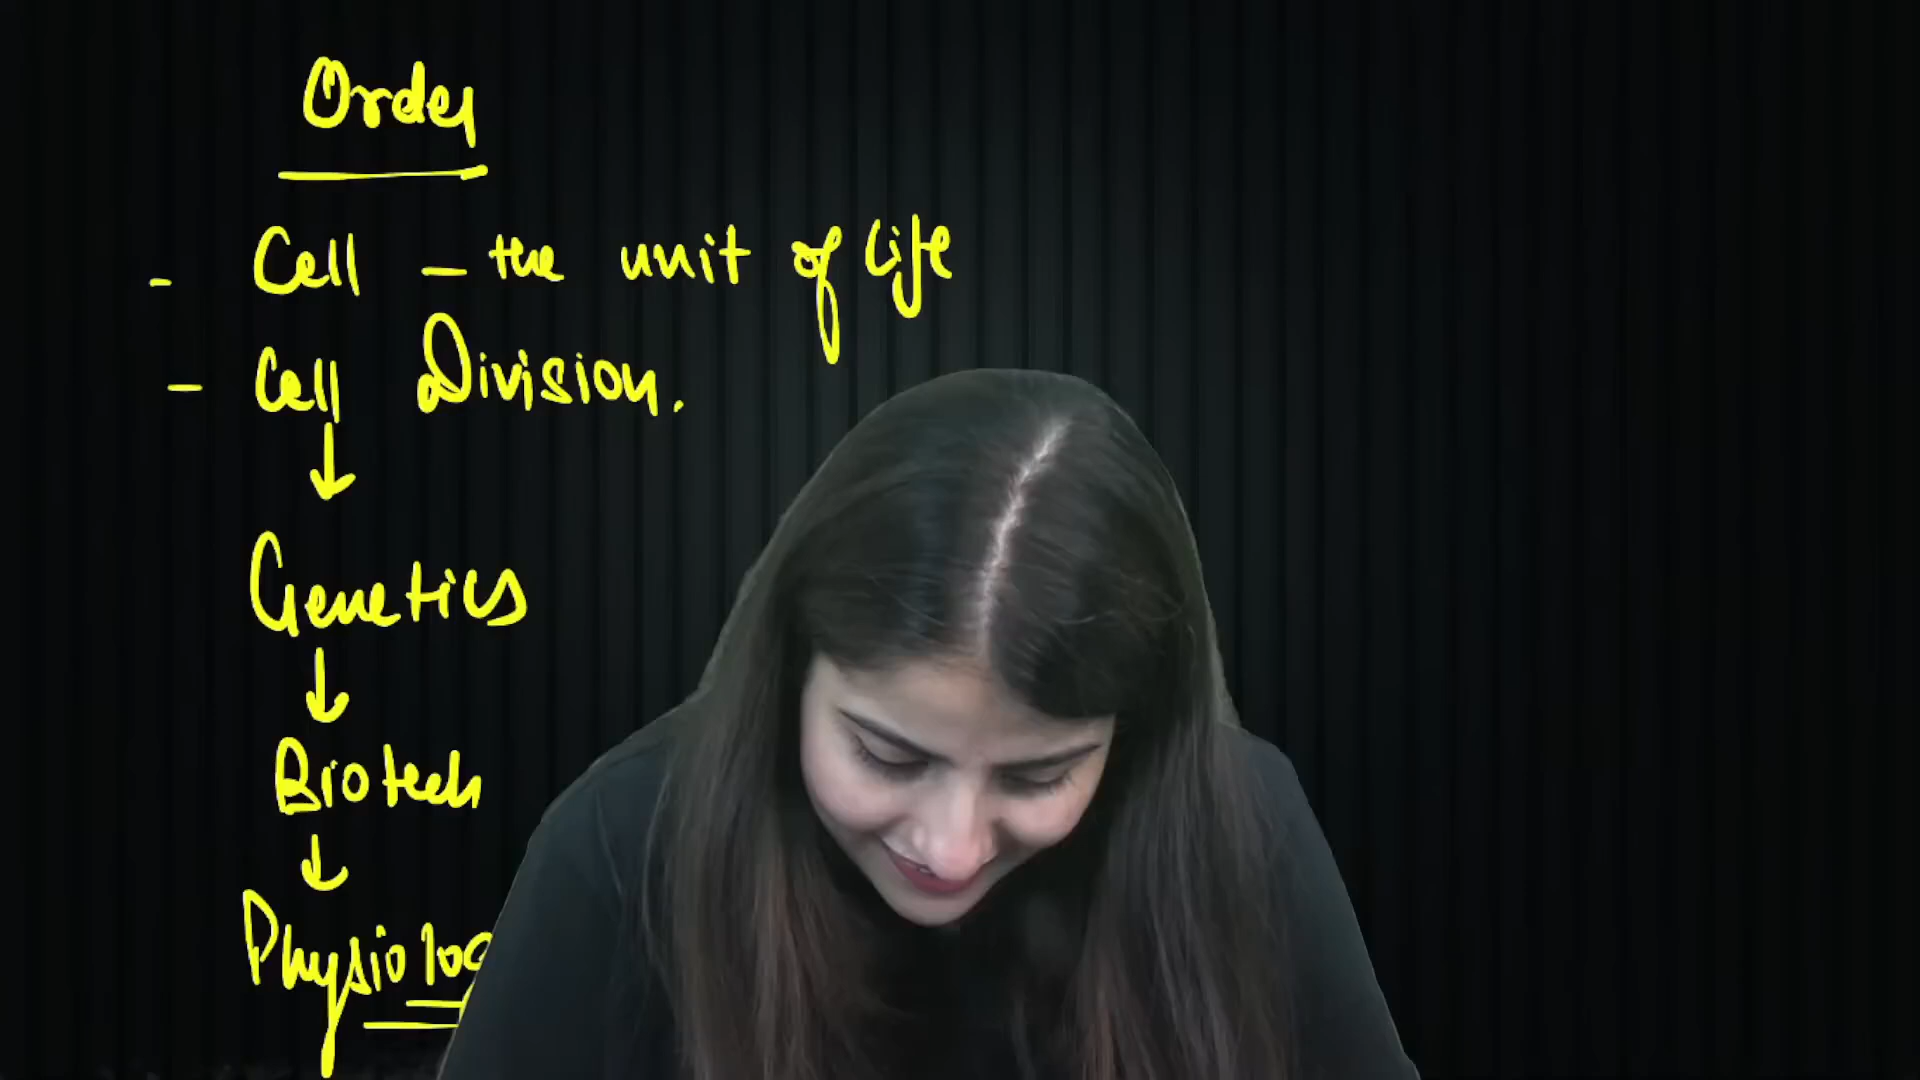 Order
- Cell - the unit of life
- Cell Division.
↓
Genetics
↓
Biotech
↓